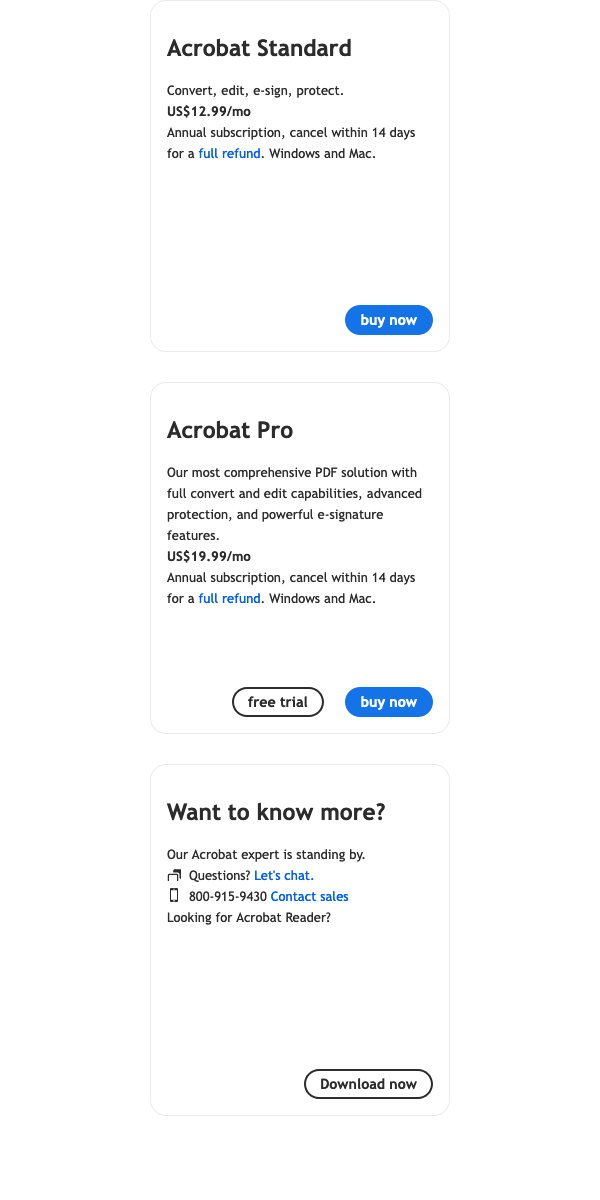 Acrobat Standard
Convert, edit, e-sign, protect.
US$12.99/mo
Annual subscription, cancel within 14 days
for a full refund. Windows and Mac.
buy now
Acrobat Pro
Our most comprehensive PDF solution with
full convert and edit capabilities, advanced
protection, and powerful e-signature
features.
US$19.99/mo
Annual subscription, cancel within 14 days
for a full refund. Windows and Mac.
free trial buy now
Want to know more?
Our Acrobat expert is standing by.
Questions? Let's chat.
800-915-9430 Contact sales
Looking for Acrobat Reader?
Download now